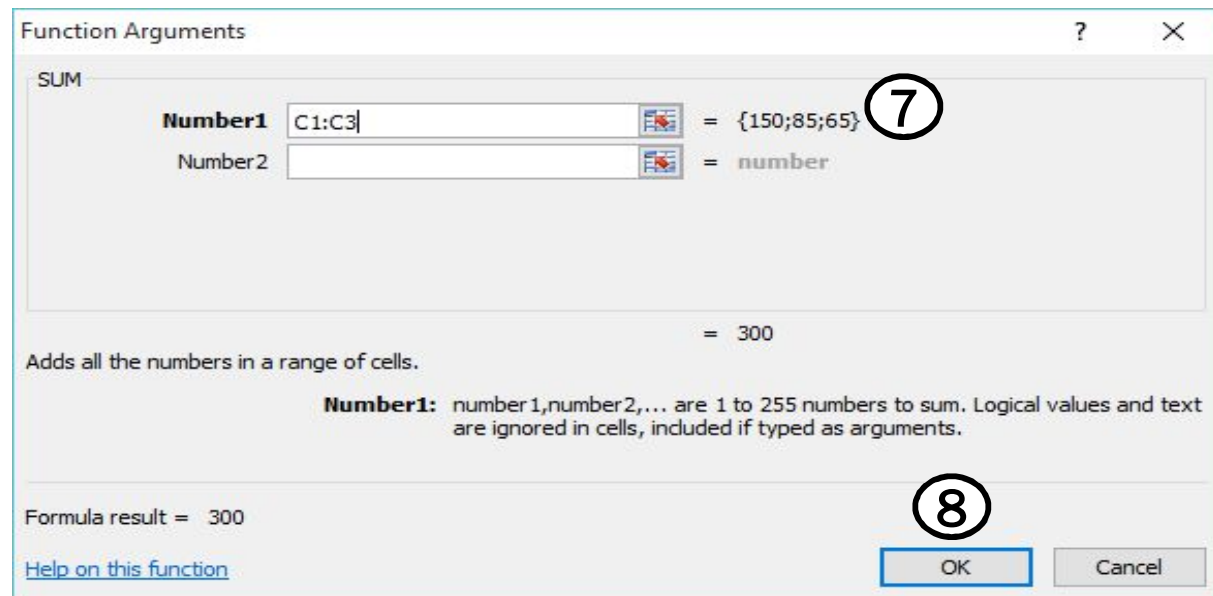 Function Arguments ? ×
SUM
Number1 C1:C3 = {150;85;65} ⑦
Number2 = number
= 300
Adds all the numbers in a range of cells.
Number1: number1,number2,... are 1 to 255 numbers to sum. Logical values and text
are ignored in cells, included if typed as arguments.
⑧
Formula result = 300
Help on this function OK Cancel